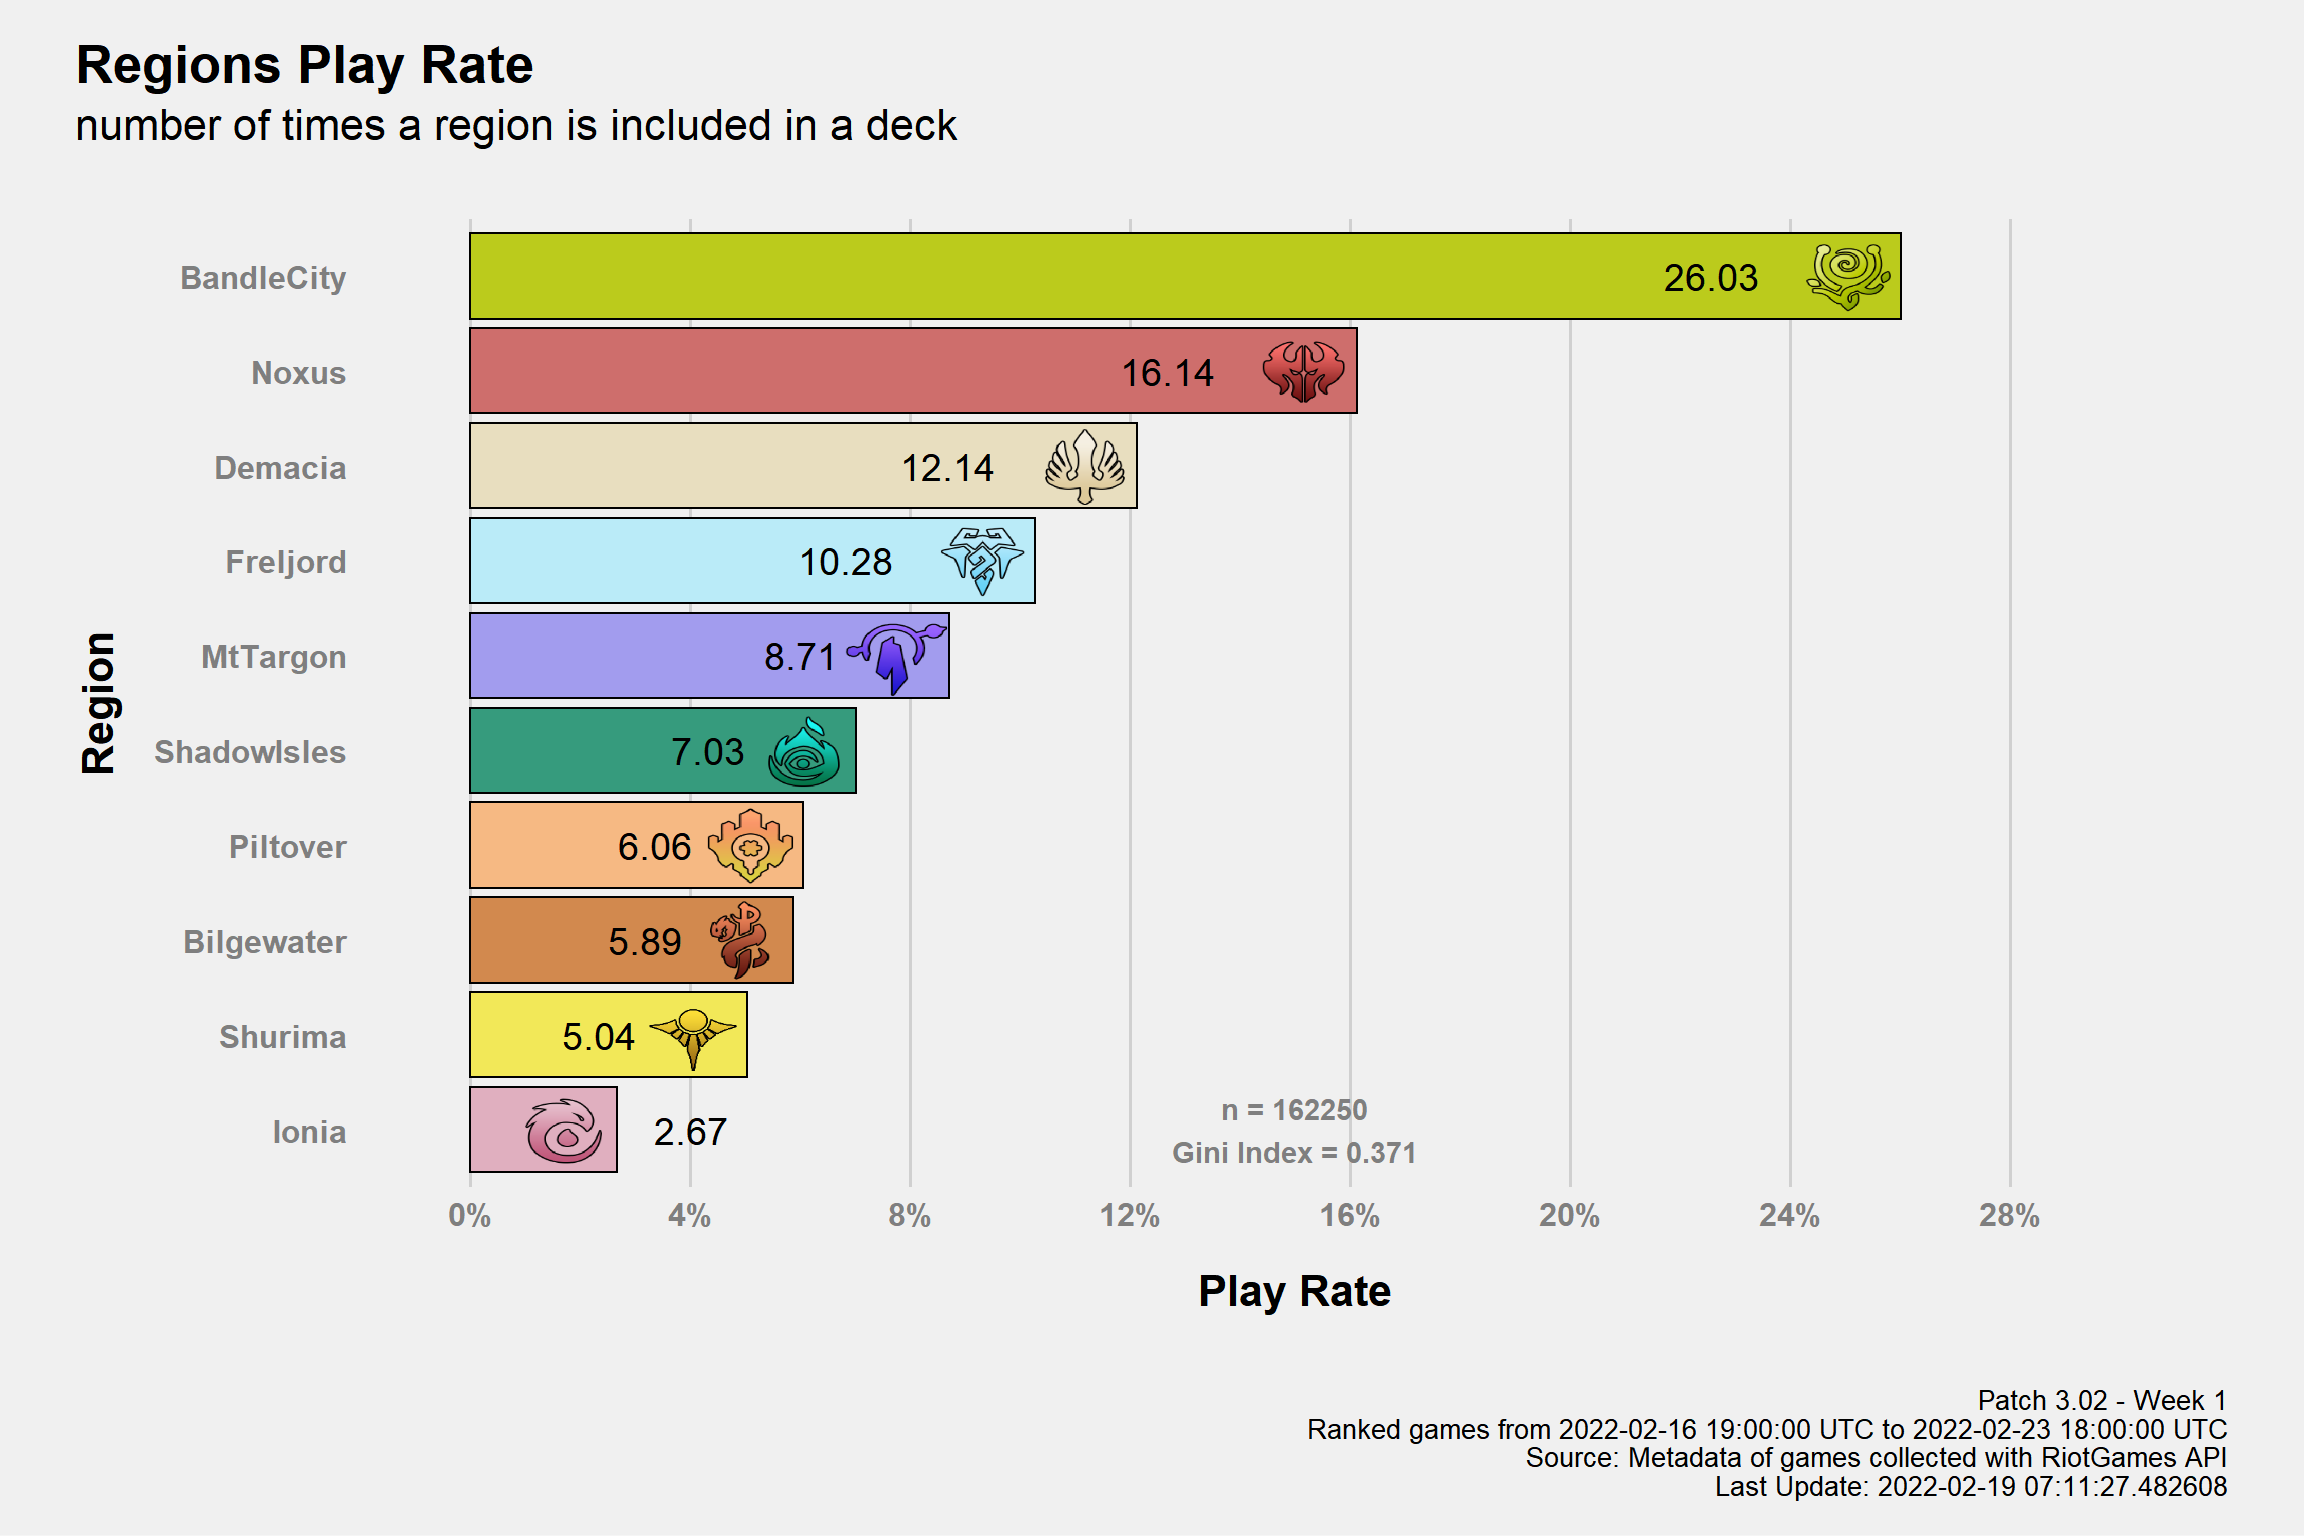 Regions Play Rate
number of times a region is included in a deck
Region
BandleCity 26.03
Noxus 16.14
Demacia 12.14
Freljord 10.28
MtTargon 8.71
ShadowIsles 7.03
Piltover 6.06
Bilgewater 5.89
Shurima 5.04
Ionia 2.67
n = 162250
Gini Index = 0.371
0% 4% 8% 12% 16% 20% 24% 28%
Play Rate
Patch 3.02 - Week 1
Ranked games from 2022-02-16 19:00:00 UTC to 2022-02-23 18:00:00 UTC
Source: Metadata of games collected with RiotGames API
Last Update: 2022-02-19 07:11:27.482608